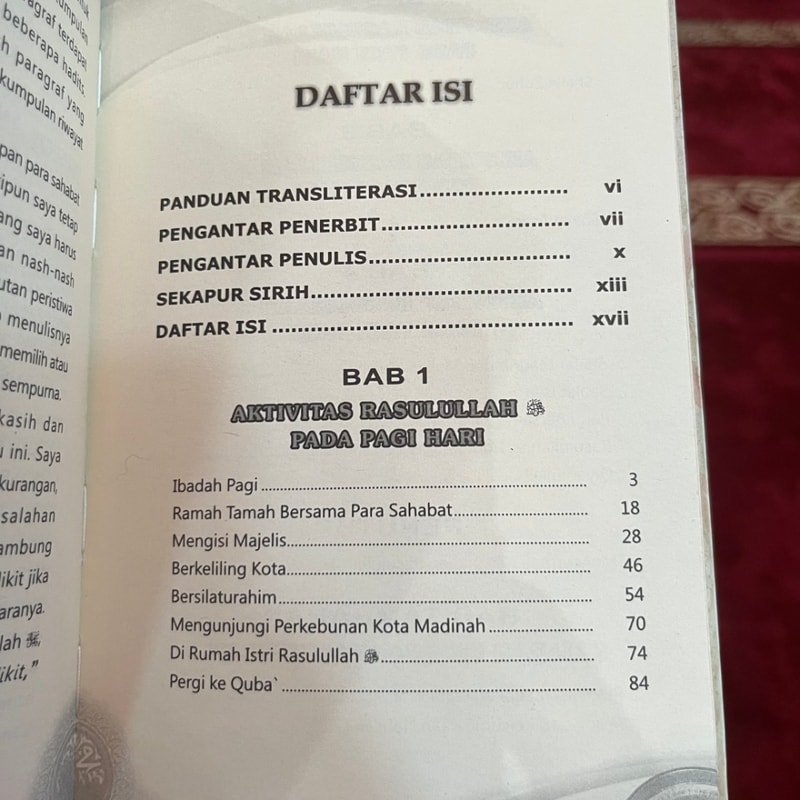 kumpulan
paragraf terdapat
beberapa hadits.
h paragraf yang
kumpulan riwayat
pan para sahabat
ipun saya tetap
ang saya harus
an nash-nash
utan peristiwa
menulisnya
memilih atau
sempurna.
kasih dan
u ini. Saya
kurangan,
salahan
ambung
ikit jika
aranya.
lah ﷺ,
ikit,"
DAFTAR ISI
PANDUAN TRANSLITERASI........................ vi
PENGANTAR PENERBIT.............................. vii
PENGANTAR PENULIS................................ x
SEKAPUR SIRIH.......................................... xiii
DAFTAR ISI ................................................ xvii
BAB 1
AKTIVITAS RASULULLAH ﷺ
PADA PAGI HARI
Ibadah Pagi ........................................................ 3
Ramah Tamah Bersama Para Sahabat........................ 18
Mengisi Majelis.................................................... 28
Berkeliling Kota.................................................... 46
Bersilaturahim...................................................... 54
Mengunjungi Perkebunan Kota Madinah .................. 70
Di Rumah Istri Rasulullah ﷺ.................................. 74
Pergi ke Quba` .................................................... 84